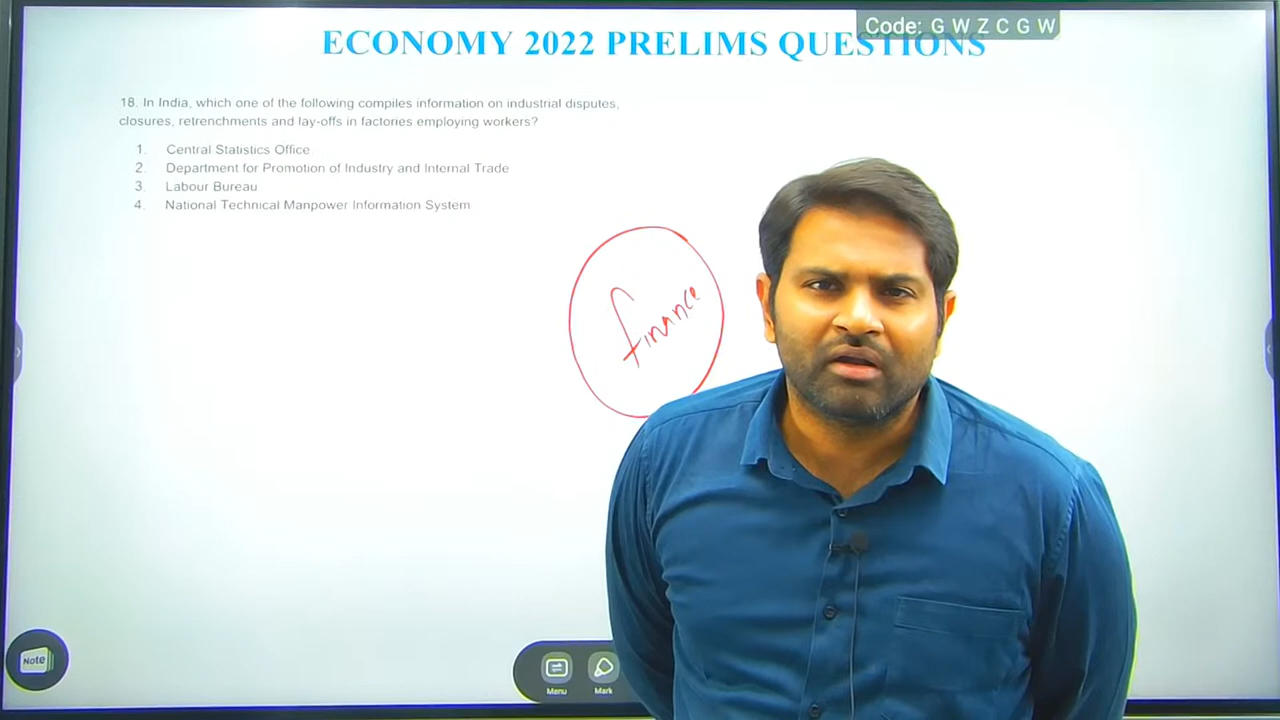 Code: G W Z C G W
ECONOMY 2022 PRELIMS QUESTIONS
18. In India, which one of the following compiles information on industrial disputes,
closures, retrenchments and lay-offs in factories employing workers?
1. Central Statistics Office
2. Department for Promotion of Industry and Internal Trade
3. Labour Bureau
4. National Technical Manpower Information System
finance
Note
Menu
Mark